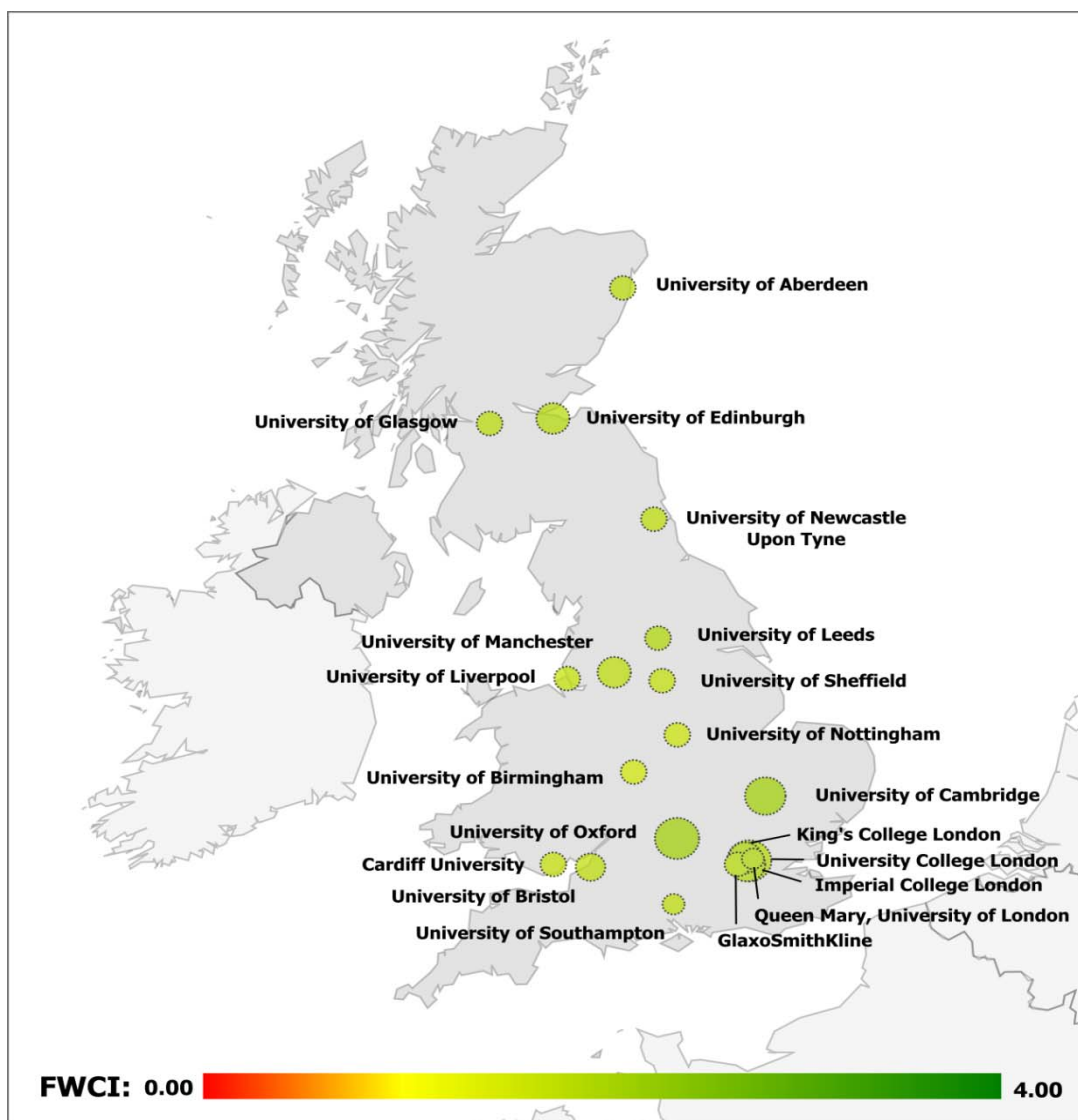 University of Aberdeen
University of Glasgow
University of Edinburgh
University of Newcastle
Upon Tyne
University of Manchester
University of Leeds
University of Liverpool
University of Sheffield
University of Nottingham
University of Birmingham
University of Cambridge
University of Oxford
King's College London
Cardiff University
University College London
Imperial College London
University of Bristol
Queen Mary, University of London
University of Southampton
GlaxoSmithKline
FWCI: 0.00 4.00